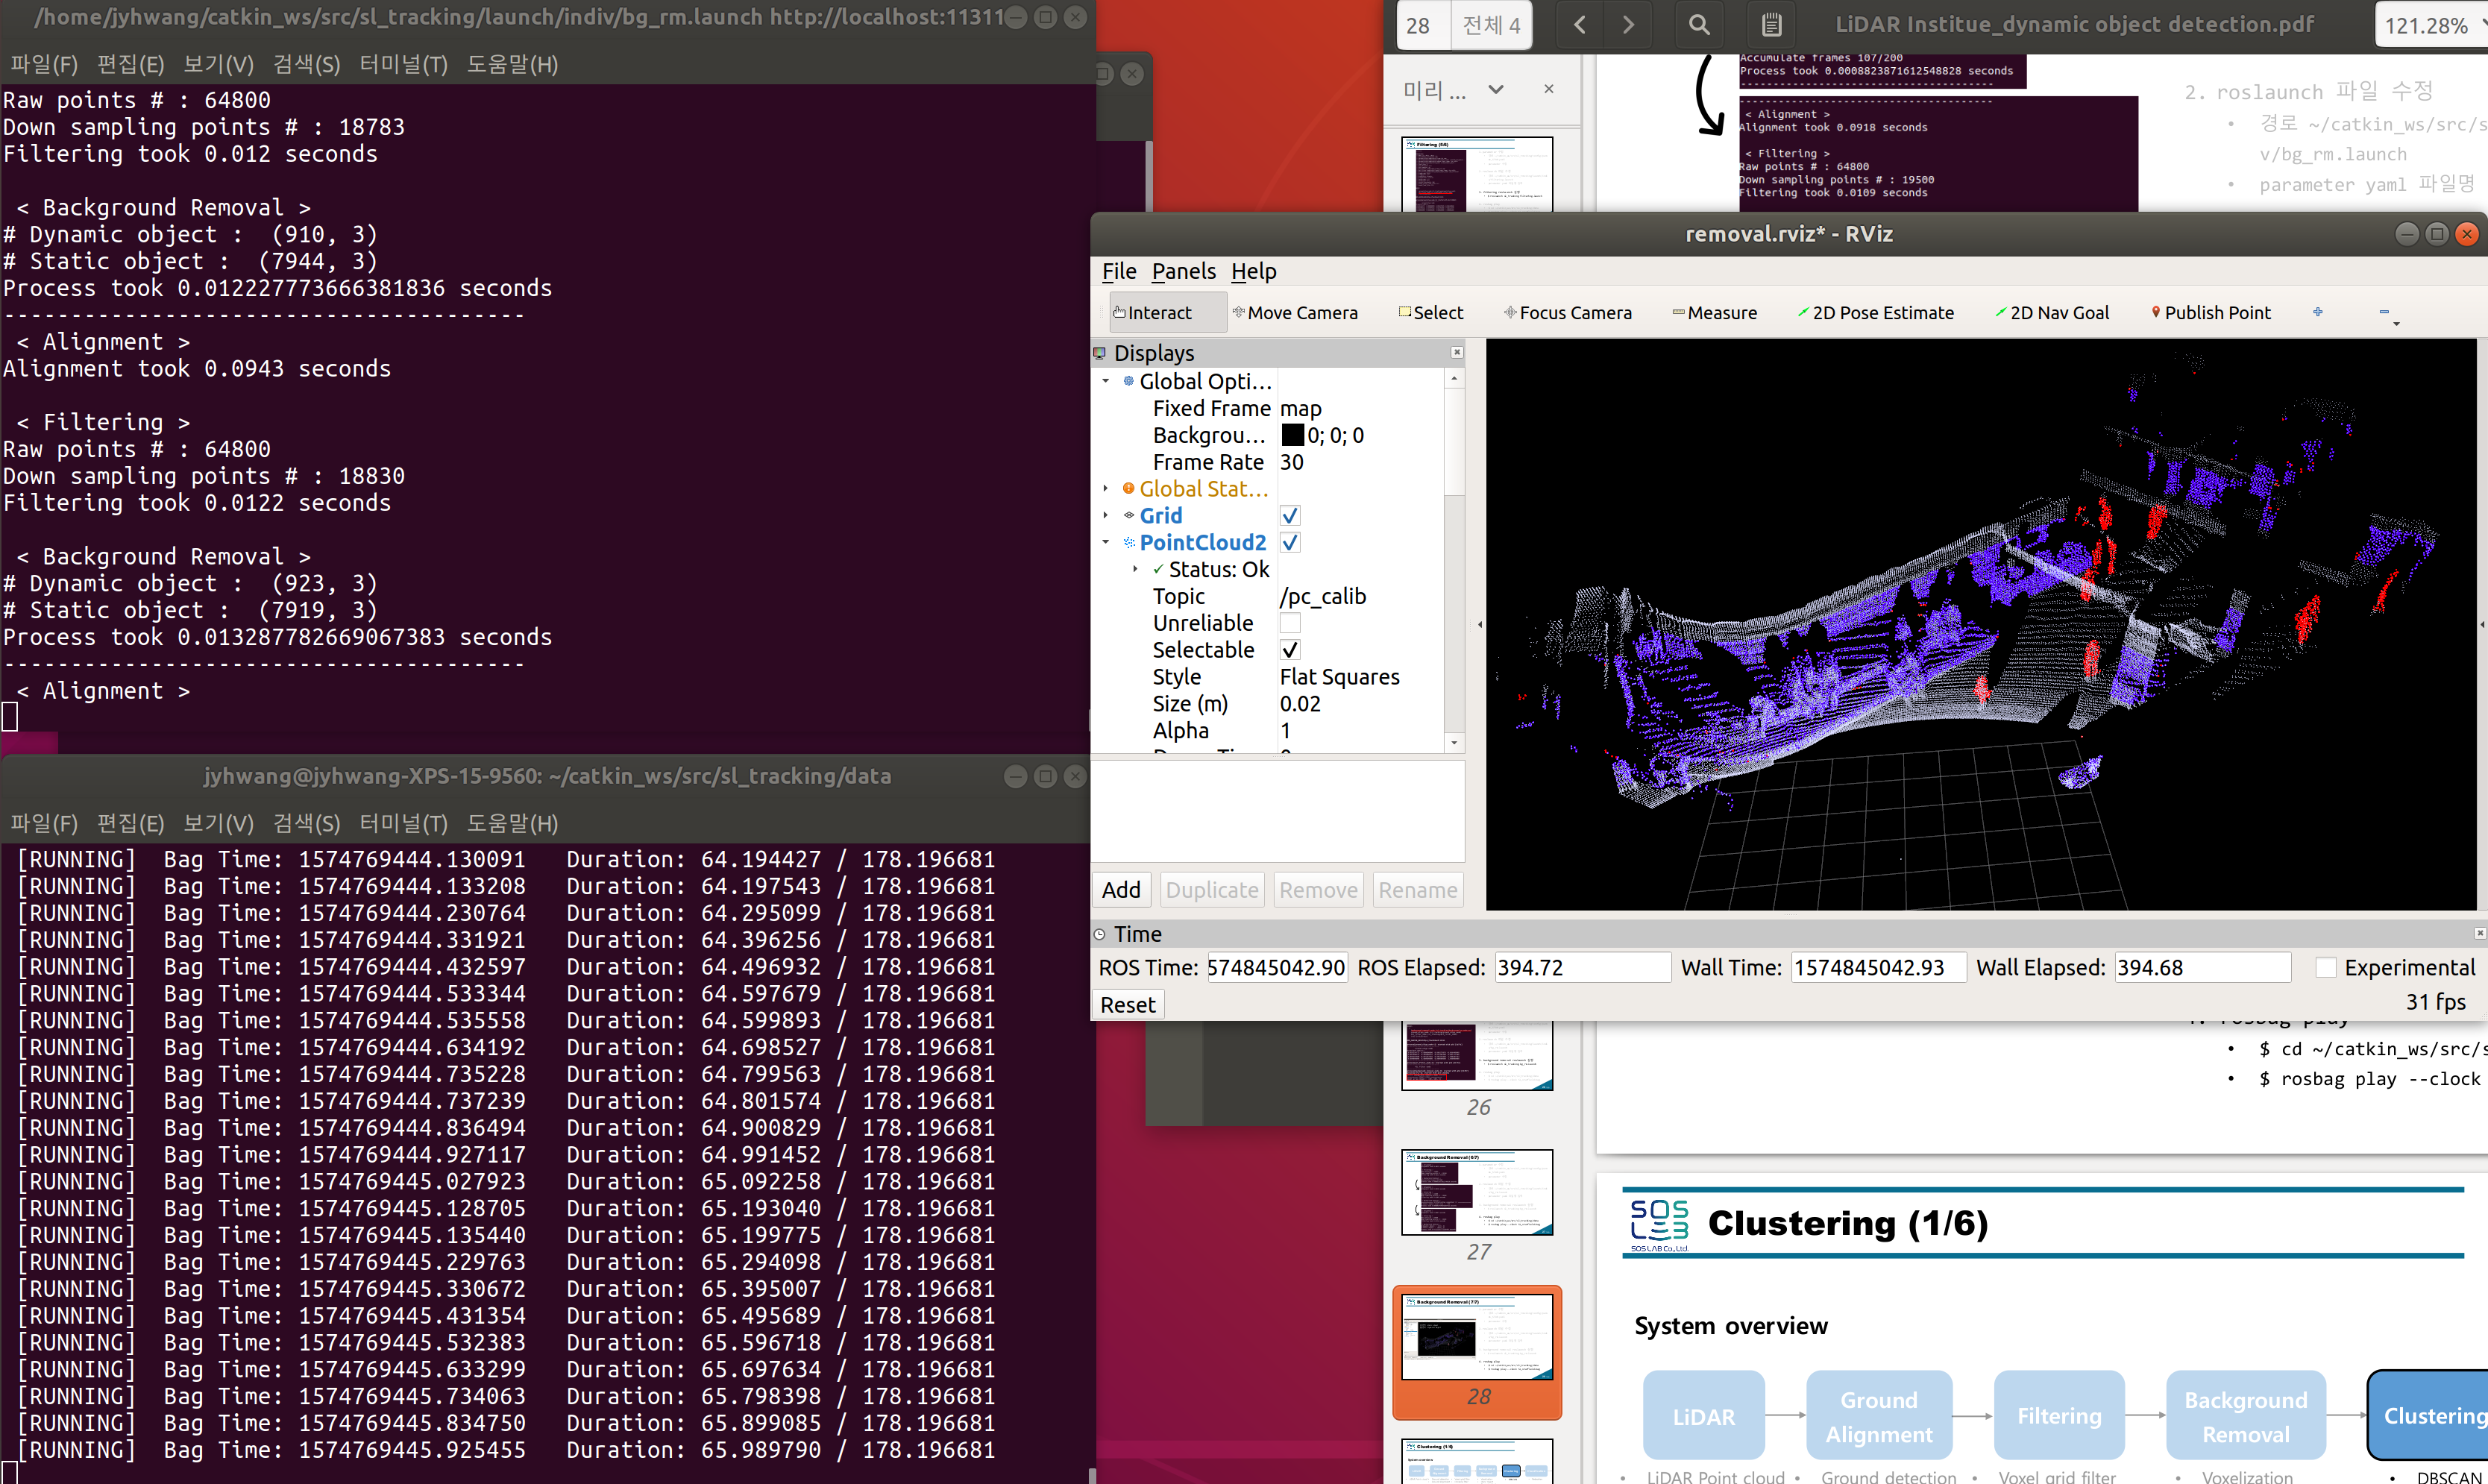 /home/jyhwang/catkin_ws/src/sl_tracking/launch/indiv/bg_rm.launch http://localhost:11311
파일(F) 편집(E) 보기(V) 검색(S) 터미널(T) 도움말(H)
Raw points # : 64800
Down sampling points # : 18783
Filtering took 0.012 seconds
< Background Removal >
# Dynamic object :  (910, 3)
# Static object :  (7944, 3)
Process took 0.012227773666381836 seconds
---------------------------------------
< Alignment >
Alignment took 0.0943 seconds
< Filtering >
Raw points # : 64800
Down sampling points # : 18830
Filtering took 0.0122 seconds
< Background Removal >
# Dynamic object :  (923, 3)
# Static object :  (7919, 3)
Process took 0.013287782669067383 seconds
---------------------------------------
< Alignment >
jyhwang@jyhwang-XPS-15-9560: ~/catkin_ws/src/sl_tracking/data
파일(F) 편집(E) 보기(V) 검색(S) 터미널(T) 도움말(H)
[RUNNING]  Bag Time: 1574769444.130091   Duration: 64.194427 / 178.196681
[RUNNING]  Bag Time: 1574769444.133208   Duration: 64.197543 / 178.196681
[RUNNING]  Bag Time: 1574769444.230764   Duration: 64.295099 / 178.196681
[RUNNING]  Bag Time: 1574769444.331921   Duration: 64.396256 / 178.196681
[RUNNING]  Bag Time: 1574769444.432597   Duration: 64.496932 / 178.196681
[RUNNING]  Bag Time: 1574769444.533344   Duration: 64.597679 / 178.196681
[RUNNING]  Bag Time: 1574769444.535558   Duration: 64.599893 / 178.196681
[RUNNING]  Bag Time: 1574769444.634192   Duration: 64.698527 / 178.196681
[RUNNING]  Bag Time: 1574769444.735228   Duration: 64.799563 / 178.196681
[RUNNING]  Bag Time: 1574769444.737239   Duration: 64.801574 / 178.196681
[RUNNING]  Bag Time: 1574769444.836494   Duration: 64.900829 / 178.196681
[RUNNING]  Bag Time: 1574769444.927117   Duration: 64.991452 / 178.196681
[RUNNING]  Bag Time: 1574769445.027923   Duration: 65.092258 / 178.196681
[RUNNING]  Bag Time: 1574769445.128705   Duration: 65.193040 / 178.196681
[RUNNING]  Bag Time: 1574769445.135440   Duration: 65.199775 / 178.196681
[RUNNING]  Bag Time: 1574769445.229763   Duration: 65.294098 / 178.196681
[RUNNING]  Bag Time: 1574769445.330672   Duration: 65.395007 / 178.196681
[RUNNING]  Bag Time: 1574769445.431354   Duration: 65.495689 / 178.196681
[RUNNING]  Bag Time: 1574769445.532383   Duration: 65.596718 / 178.196681
[RUNNING]  Bag Time: 1574769445.633299   Duration: 65.697634 / 178.196681
[RUNNING]  Bag Time: 1574769445.734063   Duration: 65.798398 / 178.196681
[RUNNING]  Bag Time: 1574769445.834750   Duration: 65.899085 / 178.196681
[RUNNING]  Bag Time: 1574769445.925455   Duration: 65.989790 / 178.196681
28 전체 4
LiDAR Institue_dynamic object detection.pdf
121.28%
미리 ...
Filtering (5/5)
Accumulate frames 107/200
Process took 0.0008823871612548828 seconds
---------------------------------------
< Alignment >
Alignment took 0.0918 seconds
< Filtering >
Raw points # : 64800
Down sampling points # : 19500
Filtering took 0.0109 seconds
2. roslaunch 파일 수정
• 경로 ~/catkin_ws/src/s
v/bg_rm.launch
• parameter yaml 파일명
removal.rviz* - RViz
File Panels Help
Interact Move Camera Select Focus Camera Measure 2D Pose Estimate 2D Nav Goal Publish Point
Displays
Global Opti...
Fixed Frame map
Backgrou... 0; 0; 0
Frame Rate 30
Global Stat...
Grid
PointCloud2
Status: Ok
Topic /pc_calib
Unreliable
Selectable
Style Flat Squares
Size (m) 0.02
Alpha 1
Add Duplicate Remove Rename
Time
ROS Time: 574845042.90 ROS Elapsed: 394.72 Wall Time: 1574845042.93 Wall Elapsed: 394.68 Experimental
Reset 31 fps
rosbag play
• $ cd ~/catkin_ws/src/s
• $ rosbag play --clock
26
Background Removal (6/7)
27
Background Removal (7/7)
28
Clustering (1/6)
SOS LAB Co., Ltd.
Clustering (1/6)
System overview
LiDAR
Ground Alignment
Filtering
Background Removal
Clustering
• LiDAR Point cloud
• Ground detection
• Voxel grid filter
• Voxelization
• DBSCAN